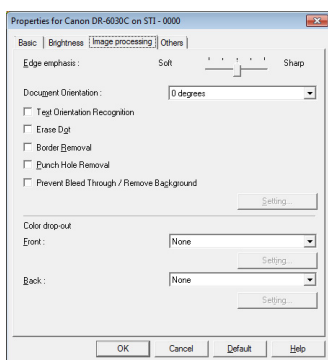 Properties for Canon DR-6030C on STI - 0000
Basic Brightness Image processing Others
Edge emphasis : Soft Sharp
Document Orientation : 0 degrees
Text Orientation Recognition
Erase Dot
Border Removal
Punch Hole Removal
Prevent Bleed Through / Remove Background
Setting...
Color drop-out
Front : None
Setting...
Back : None
Setting...
OK Cancel Default Help